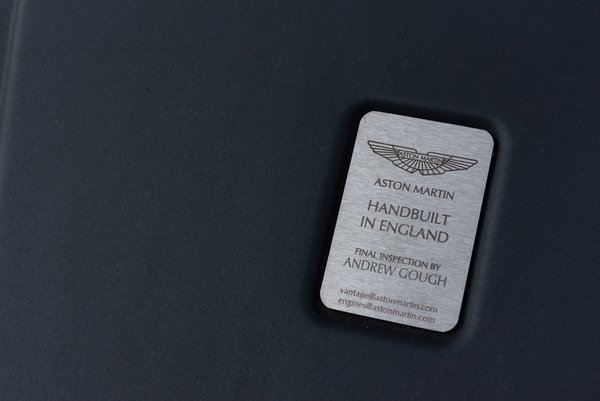 ASTON MARTIN
ASTON MARTIN
HANDBUILT
IN ENGLAND
FINAL INSPECTION BY
ANDREW GOUGH
vantage@astonmartin.com
engines@astonmartin.com